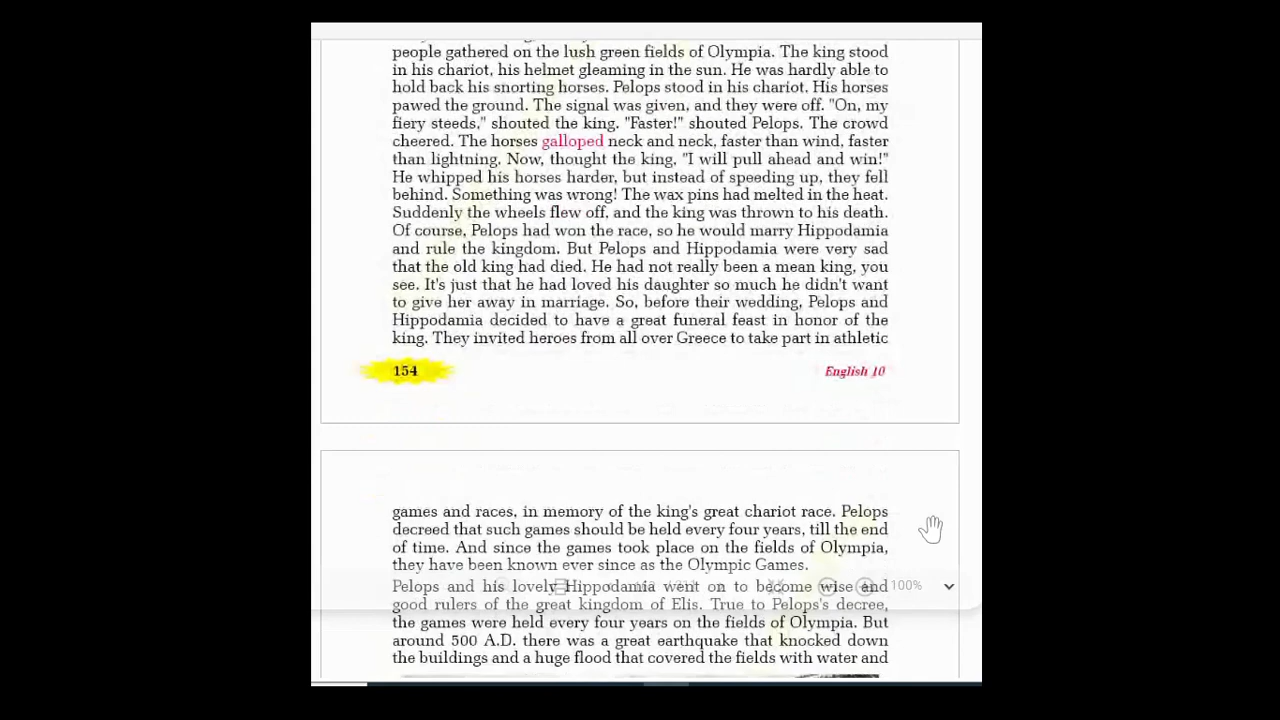 people gathered on the lush green fields of Olympia. The king stood
in his chariot, his helmet gleaming in the sun. He was hardly able to
hold back his snorting horses. Pelops stood in his chariot. His horses
pawed the ground. The signal was given, and they were off. "On, my
fiery steeds," shouted the king. "Faster!" shouted Pelops. The crowd
cheered. The horses galloped neck and neck, faster than wind, faster
than lightning. Now, thought the king, "I will pull ahead and win!"
He whipped his horses harder, but instead of speeding up, they fell
behind. Something was wrong! The wax pins had melted in the heat.
Suddenly the wheels flew off, and the king was thrown to his death.
Of course, Pelops had won the race, so he would marry Hippodamia
and rule the kingdom. But Pelops and Hippodamia were very sad
that the old king had died. He had not really been a mean king, you
see. It's just that he had loved his daughter so much he didn't want
to give her away in marriage. So, before their wedding, Pelops and
Hippodamia decided to have a great funeral feast in honor of the
king. They invited heroes from all over Greece to take part in athletic
154 English 10
games and races, in memory of the king's great chariot race. Pelops
decreed that such games should be held every four years, till the end
of time. And since the games took place on the fields of Olympia,
they have been known ever since as the Olympic Games.
Pelops and his lovely Hippodamia went on to become wise and
100%
good rulers of the great kingdom of Elis. True to Pelops's decree,
the games were held every four years on the fields of Olympia. But
around 500 A.D. there was a great earthquake that knocked down
the buildings and a huge flood that covered the fields with water and